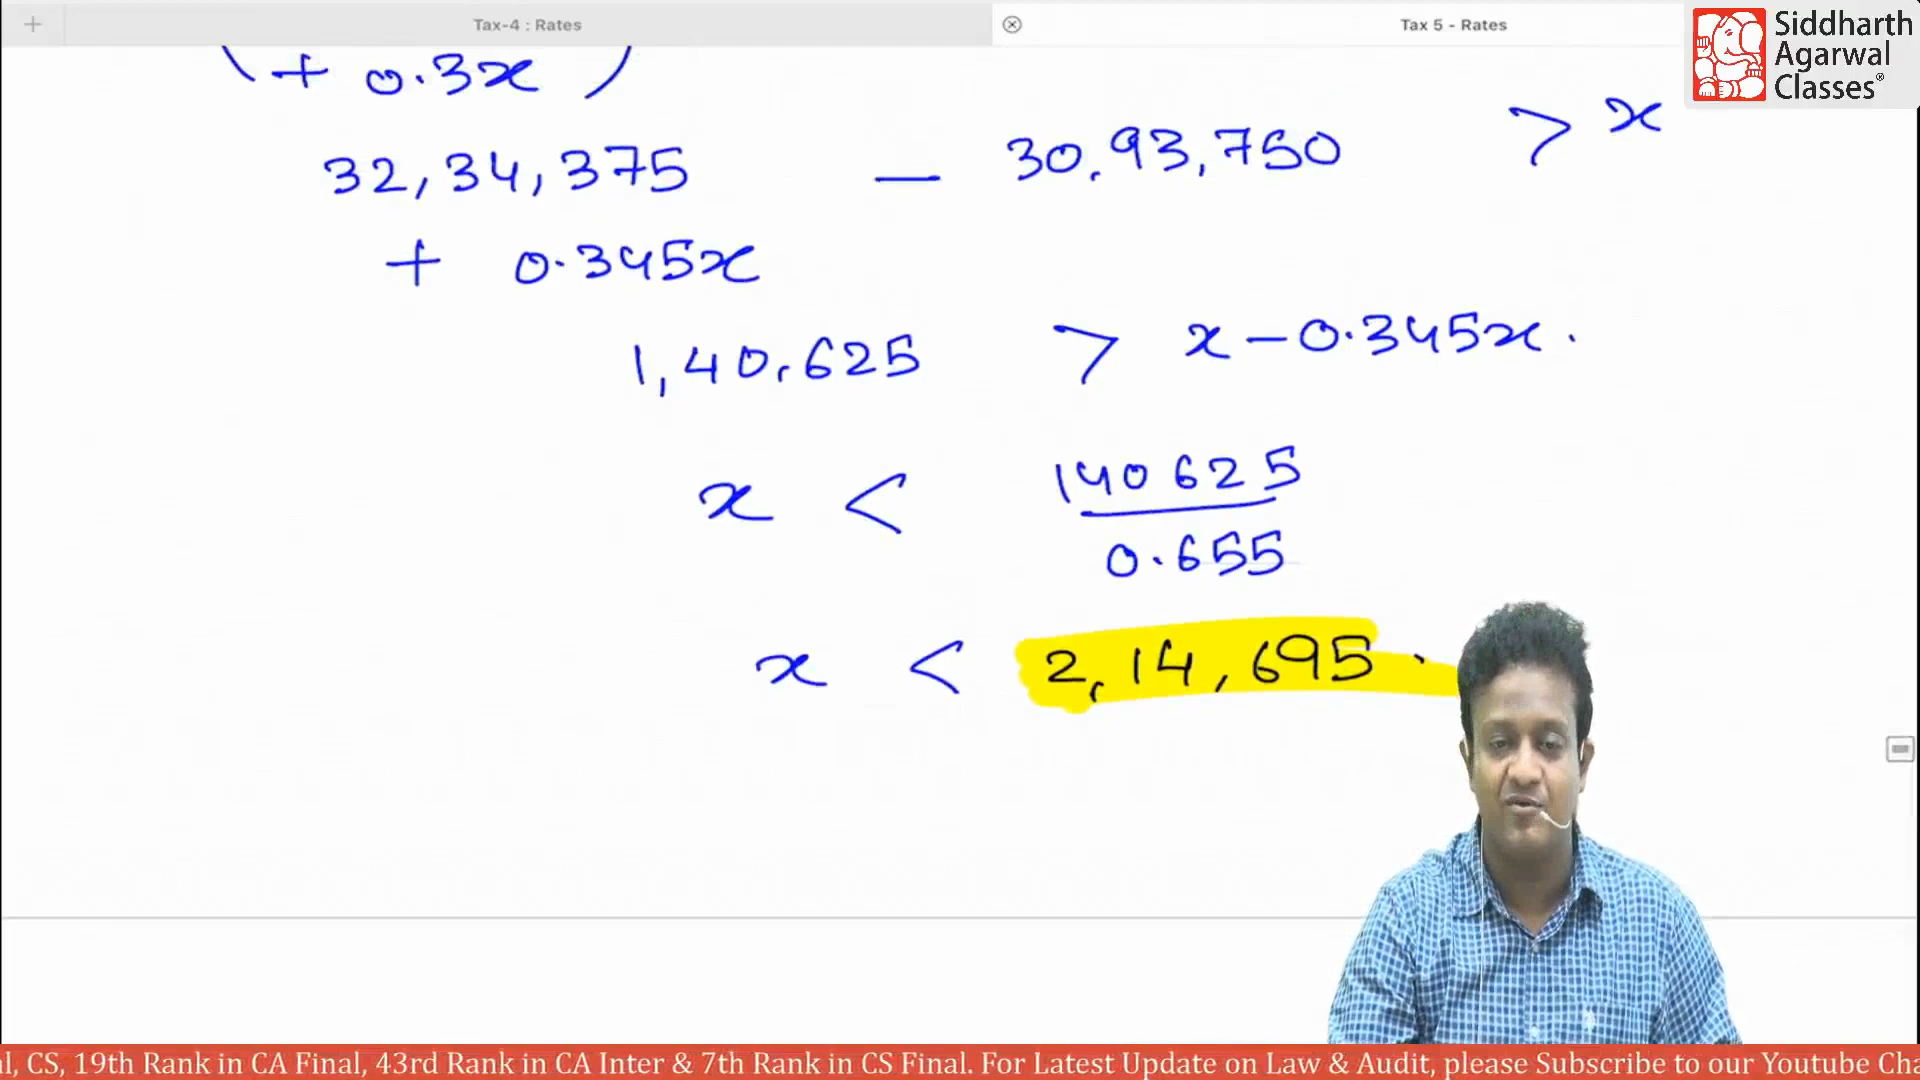 Tax-4 : Rates
Tax 5 - Rates
Siddharth
Agarwal
Classes®
+ 0.3x )
32,34,375 — 30,93,750 > x
+ 0.345x
1,40,625 > x - 0.345x.
x < 140625
0.655
x < 2,14,695.
CS, 19th Rank in CA Final, 43rd Rank in CA Inter & 7th Rank in CS Final. For Latest Update on Law & Audit, please Subscribe to our Youtube